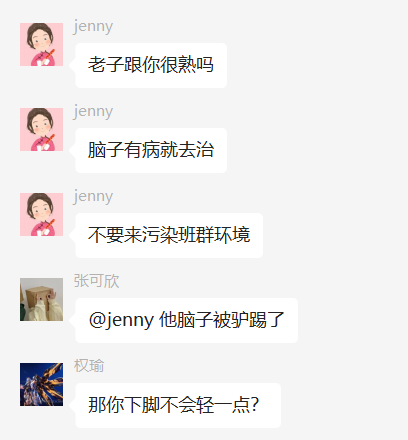 jenny
老子跟你很熟吗
jenny
脑子有病就去治
jenny
不要来污染班群环境
张可欣
@jenny 他脑子被驴踢了
权瑜
那你下脚不会轻一点？